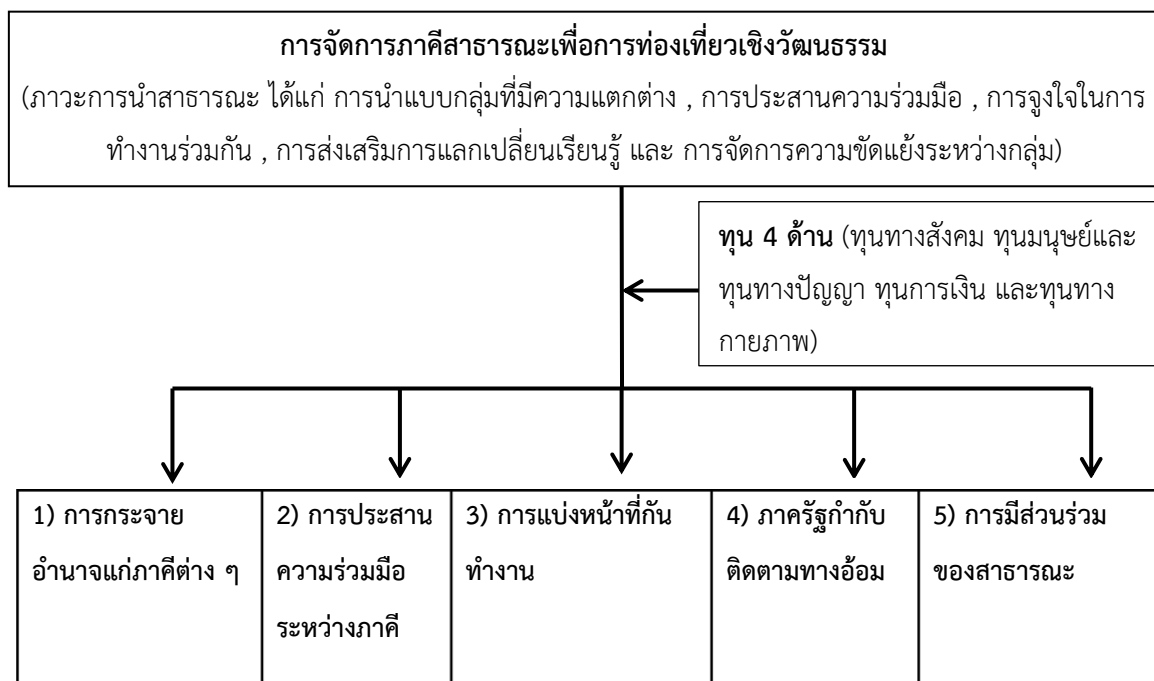 การจัดการภาคีสาธารณะเพื่อการท่องเที่ยวเชิงวัฒนธรรม
(ภาวะการนำสาธารณะ ได้แก่ การนำแบบกลุ่มที่มีความแตกต่าง , การประสานความร่วมมือ , การจูงใจในการ
ทำงานร่วมกัน , การส่งเสริมการแลกเปลี่ยนเรียนรู้ และ การจัดการความขัดแย้งระหว่างกลุ่ม)
ทุน 4 ด้าน (ทุนทางสังคม ทุนมนุษย์และ
ทุนทางปัญญา ทุนการเงิน และทุนทาง
กายภาพ)
1) การกระจาย
อำนาจแก่ภาคีต่าง ๆ
2) การประสาน
ความร่วมมือ
ระหว่างภาคี
3) การแบ่งหน้าที่กัน
ทำงาน
4) ภาครัฐกำกับ
ติดตามทางอ้อม
5) การมีส่วนร่วม
ของสาธารณะ